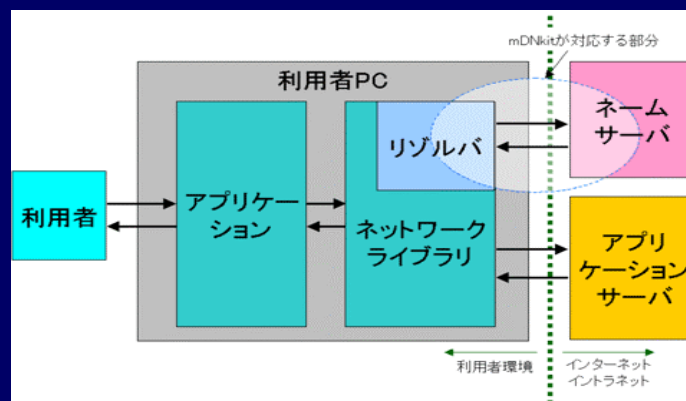 mDNkitが対応する部分
利用者PC
ネーム
サーバ
リゾルバ
利用者
アプリケー
ション
ネットワーク
ライブラリ
アプリ
ケーション
サーバ
利用者環境
インターネット
イントラネット